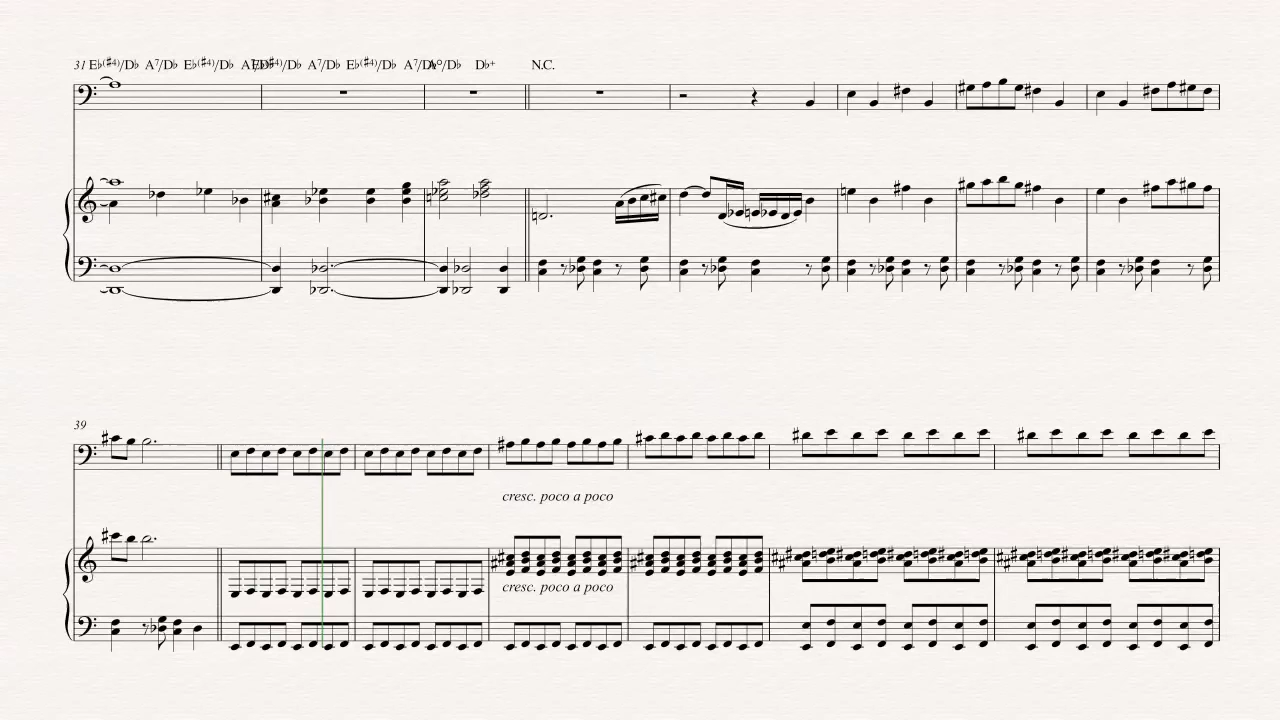 31 E♭(♯4)/D♭ A7/D♭ E♭(♯4)/D♭ A7/D♭ E♭(♯4)/D♭ A7/D♭ E♭(♯4)/D♭ A7/D♭ A°/D♭ D♭+ N.C.
39
cresc. poco a poco
cresc. poco a poco